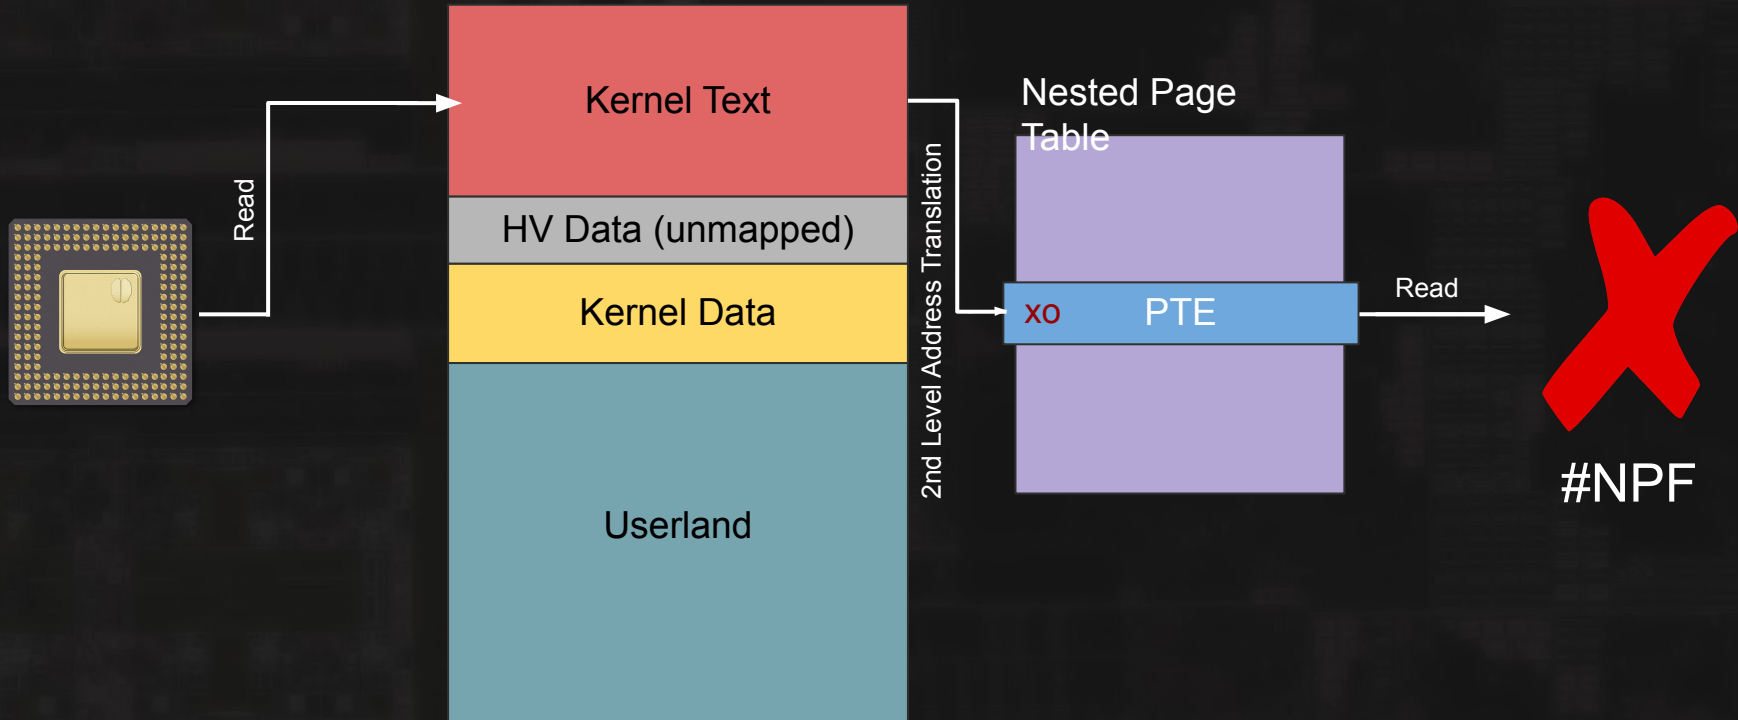 Read
Kernel Text
HV Data (unmapped)
Kernel Data
Userland
2nd Level Address Translation
Nested Page
Table
xo
PTE
Read
#NPF